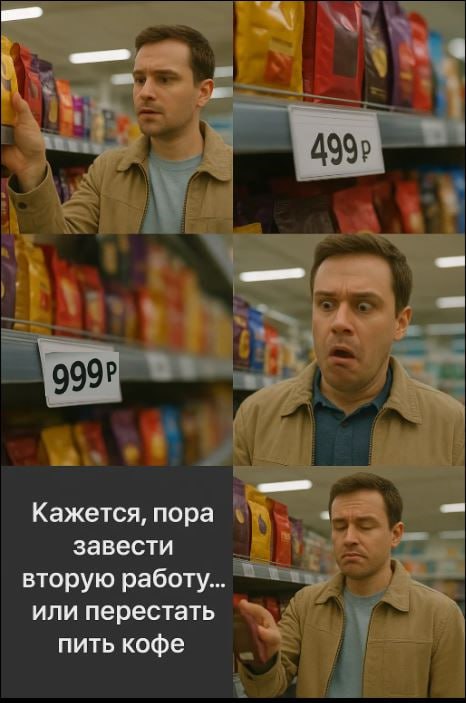 499₽
999₽
Кажется, пора
завести
вторую работу...
или перестать
пить кофе